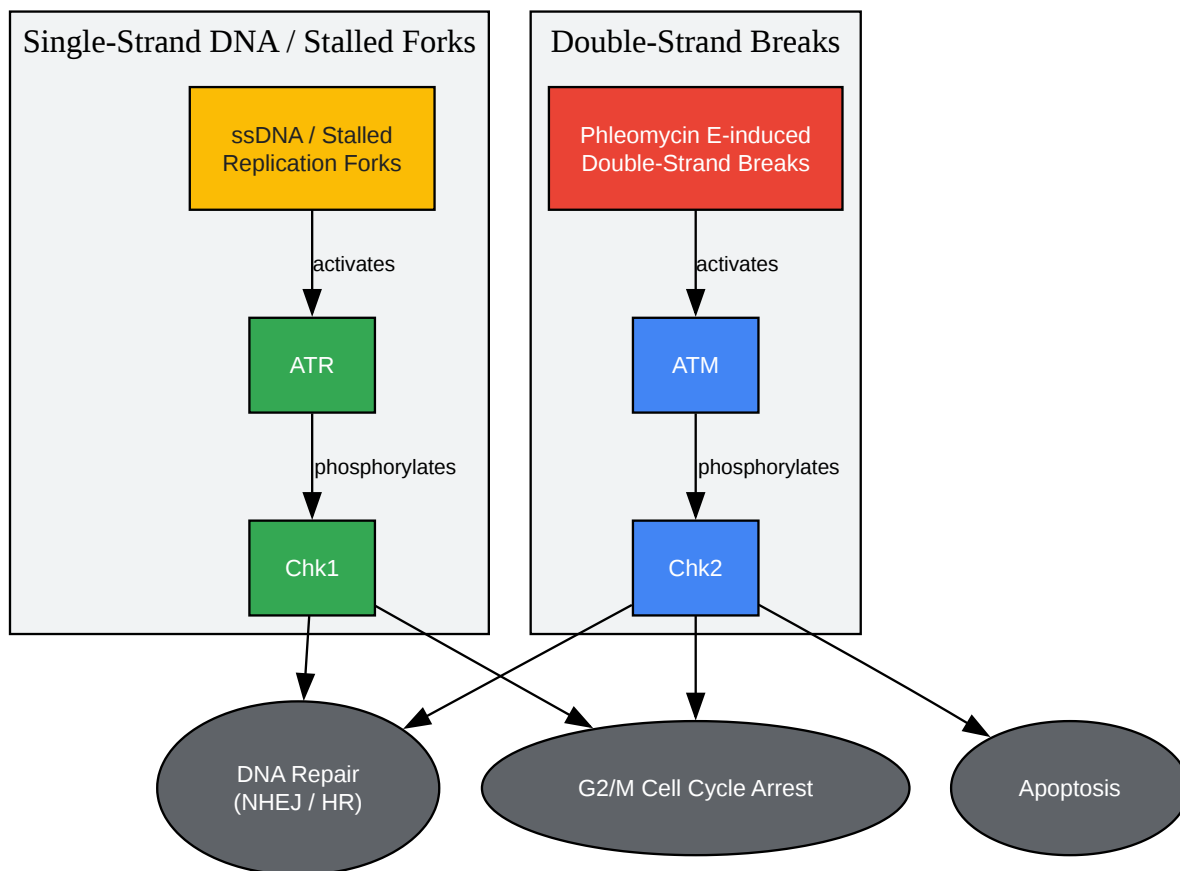 Single-Strand DNA / Stalled Forks
Double-Strand Breaks
ssDNA / Stalled
Replication Forks
Phleomycin E-induced
Double-Strand Breaks
activates
activates
ATR
ATM
phosphorylates
phosphorylates
Chk1
Chk2
DNA Repair
(NHEJ / HR)
G2/M Cell Cycle Arrest
Apoptosis